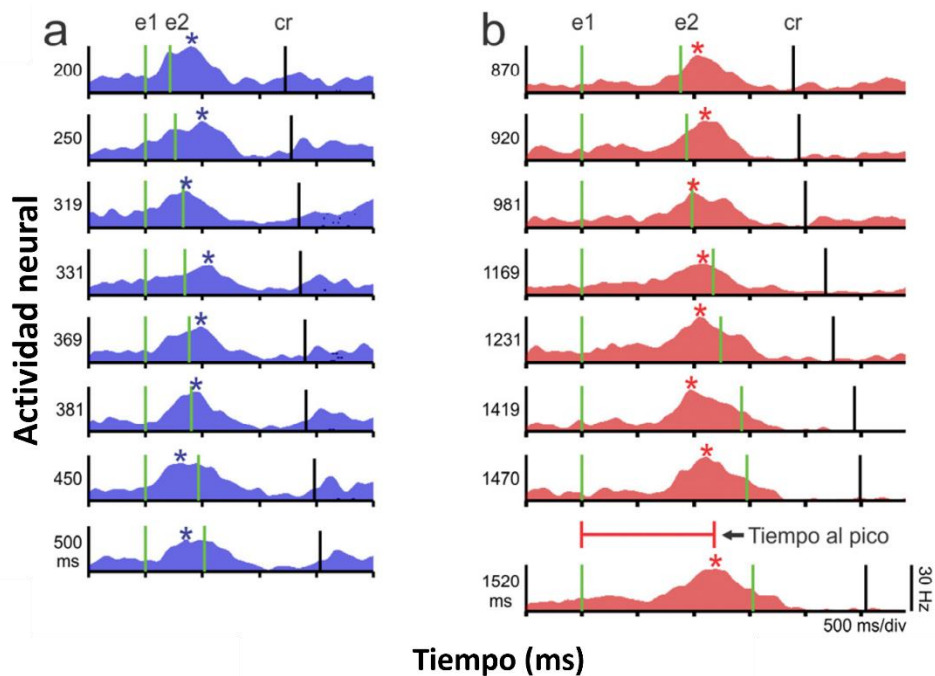 a
e1 e2 cr
200
250
319
331
369
381
450
500
ms
b
e1 e2 cr
870
920
981
1169
1231
1419
1470
Tiempo al pico
1520
ms
30 Hz
500 ms/div
Actividad neural
Tiempo (ms)